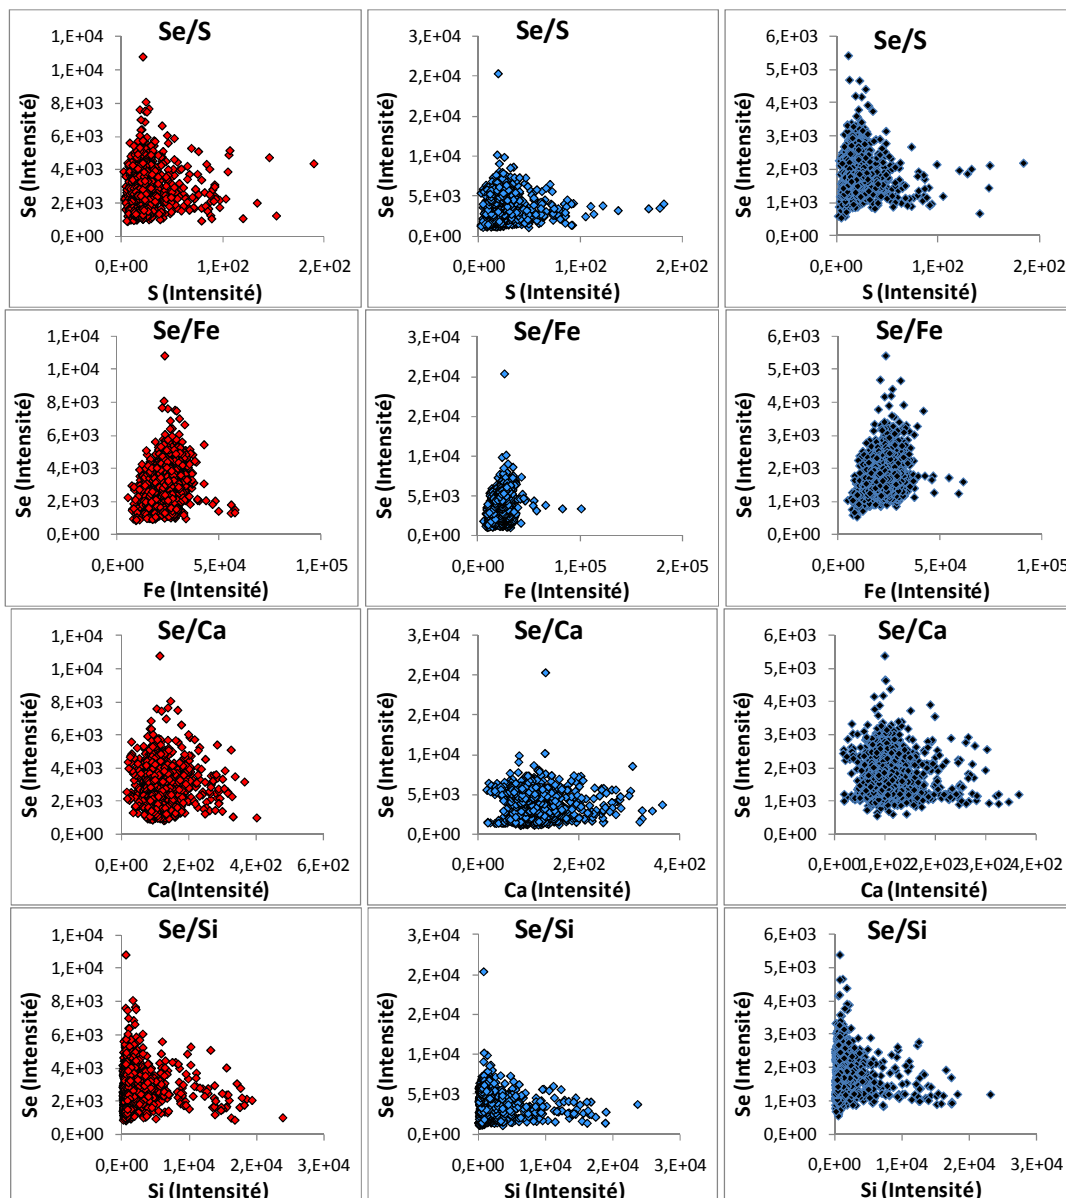 Se/S
1,E+04
1,E+04
8,E+03
6,E+03
4,E+03
2,E+03
0,E+00
Se (Intensité)
0,E+00 1,E+02 2,E+02
S (Intensité)
Se/S
3,E+04
2,E+04
2,E+04
1,E+04
5,E+03
0,E+00
Se (Intensité)
0,E+00 1,E+02 2,E+02
S (Intensité)
Se/S
6,E+03
5,E+03
4,E+03
3,E+03
2,E+03
1,E+03
0,E+00
Se (Intensité)
0,E+00 1,E+02 2,E+02
S (Intensité)
Se/Fe
1,E+04
1,E+04
8,E+03
6,E+03
4,E+03
2,E+03
0,E+00
Se (Intensité)
0,E+00 5,E+04 1,E+05
Fe (Intensité)
Se/Fe
3,E+04
2,E+04
2,E+04
1,E+04
5,E+03
0,E+00
Se (Intensité)
0,E+00 1,E+05 2,E+05
Fe (Intensité)
Se/Fe
6,E+03
5,E+03
4,E+03
3,E+03
2,E+03
1,E+03
0,E+00
Se (Intensité)
0,E+00 5,E+04 1,E+05
Fe (Intensité)
Se/Ca
1,E+04
1,E+04
8,E+03
6,E+03
4,E+03
2,E+03
0,E+00
Se (Intensité)
0,E+00 2,E+02 4,E+02 6,E+02
Ca(Intensité)
Se/Ca
3,E+04
2,E+04
2,E+04
1,E+04
5,E+03
0,E+00
Se (Intensité)
0,E+00 2,E+02 4,E+02
Ca (Intensité)
Se/Ca
6,E+03
5,E+03
4,E+03
3,E+03
2,E+03
1,E+03
0,E+00
Se (Intensité)
0,E+00 1,E+02 2,E+02 3,E+02 4,E+02
Ca (Intensité)
Se/Si
1,E+04
1,E+04
8,E+03
6,E+03
4,E+03
2,E+03
0,E+00
Se (Intensité)
0,E+00 1,E+04 2,E+04 3,E+04
Si (Intensité)
Se/Si
3,E+04
2,E+04
2,E+04
1,E+04
5,E+03
0,E+00
Se (Intensité)
0,E+00 1,E+04 2,E+04 3,E+04
Si (Intensité)
Se/Si
6,E+03
5,E+03
4,E+03
3,E+03
2,E+03
1,E+03
0,E+00
Se (Intensité)
0,E+00 1,E+04 2,E+04 3,E+04
Si (Intensité)